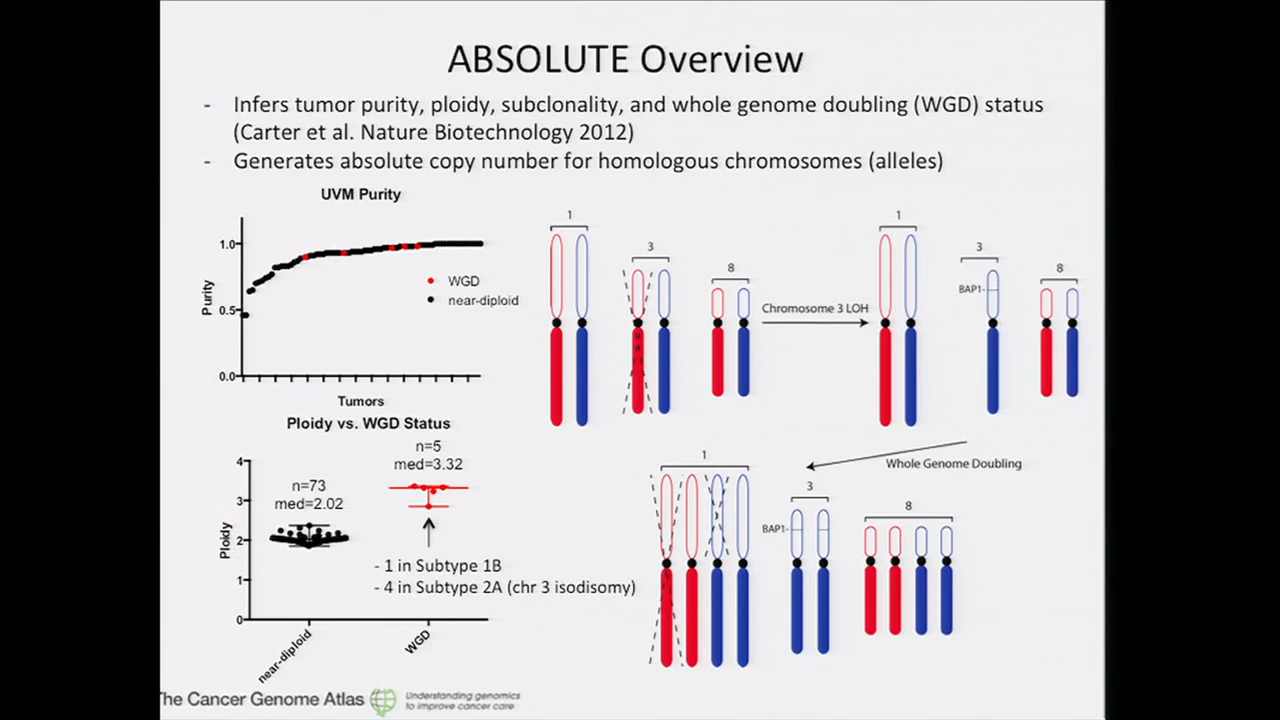 ABSOLUTE Overview
- Infers tumor purity, ploidy, subclonality, and whole genome doubling (WGD) status
(Carter et al. Nature Biotechnology 2012)
- Generates absolute copy number for homologous chromosomes (alleles)
UVM Purity
1.0
0.5
0.0
Purity
WGD
near-diploid
Tumors
1
3
8
Chromosome 3 LOH
1
3
BAP1-
8
Ploidy vs. WGD Status
n=5
med=3.32
n=73
med=2.02
4
3
2
1
0
Ploidy
- 1 in Subtype 1B
- 4 in Subtype 2A (chr 3 isodisomy)
near-diploid
WGD
Whole Genome Doubling
1
3
BAP1-
8
The Cancer Genome Atlas
Understanding genomics
to improve cancer care